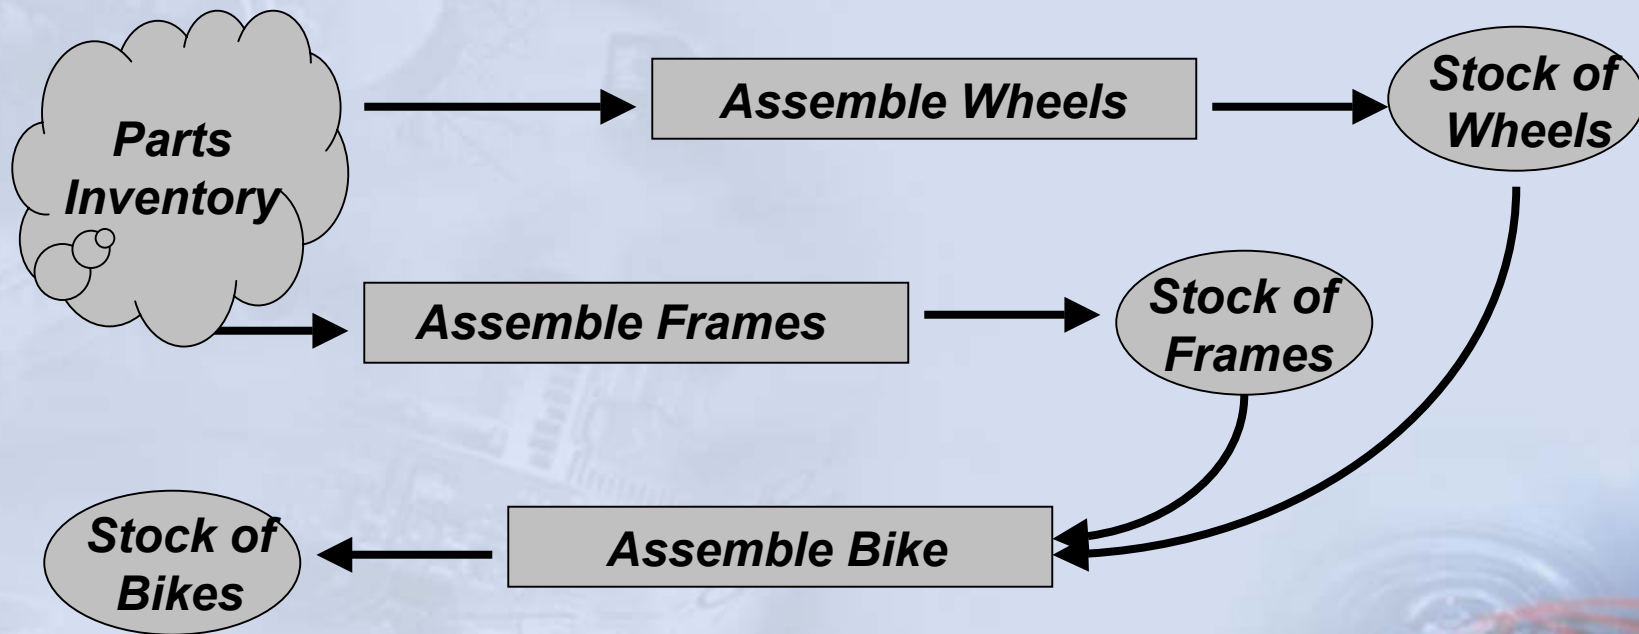 Parts
Inventory
Assemble Wheels
Stock of
Wheels
Assemble Frames
Stock of
Frames
Stock of
Bikes
Assemble Bike